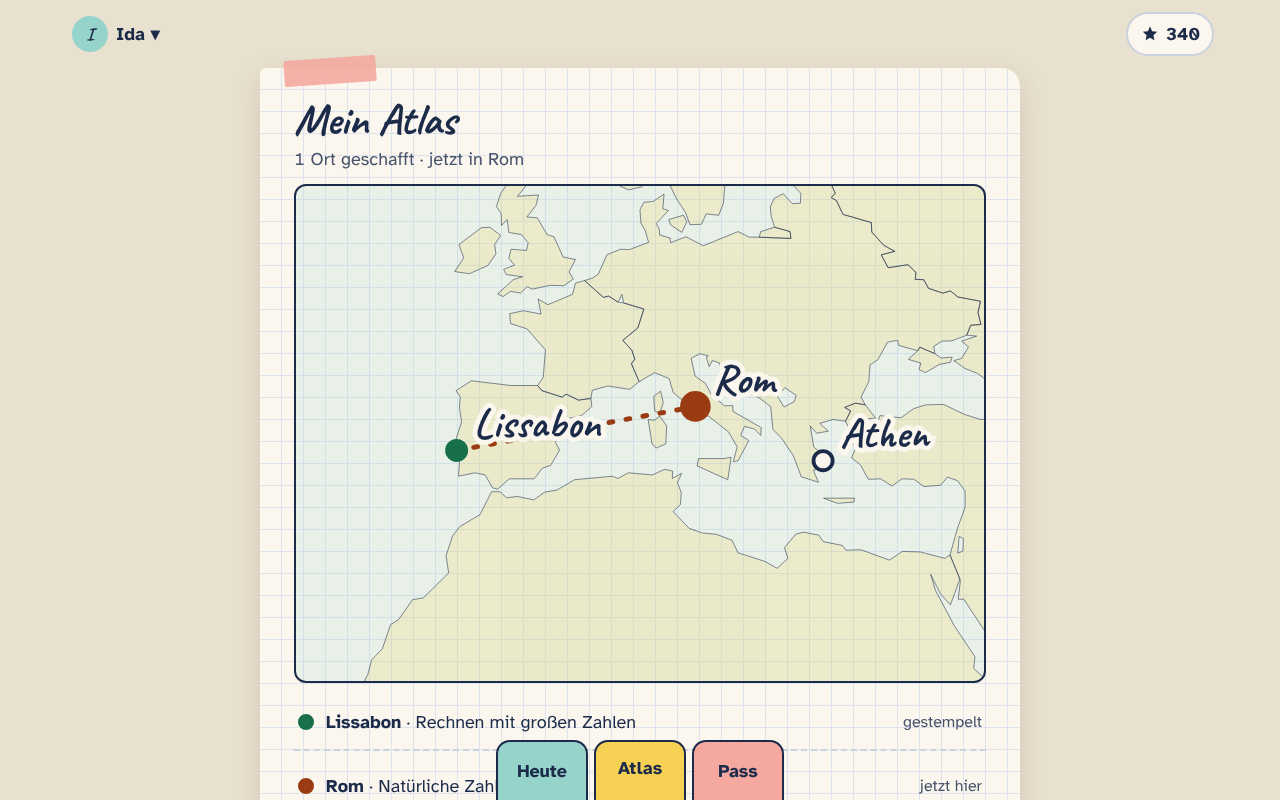 I Ida ▾
★ 340
Mein Atlas
1 Ort geschafft · jetzt in Rom
Rom
Lissabon
Athen
Lissabon · Rechnen mit großen Zahlen gestempelt
Rom · Natürliche jetzt hier
Heute Atlas Pass